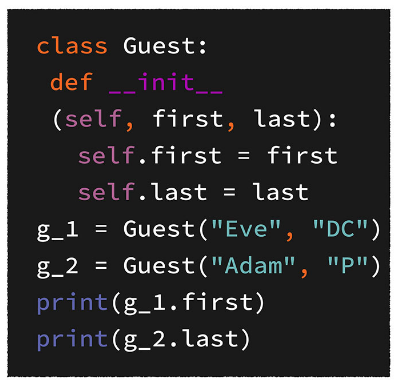 class Guest:
def __init__
(self, first, last):
self.first = first
self.last = last
g_1 = Guest("Eve", "DC")
g_2 = Guest("Adam", "P")
print(g_1.first)
print(g_2.last)